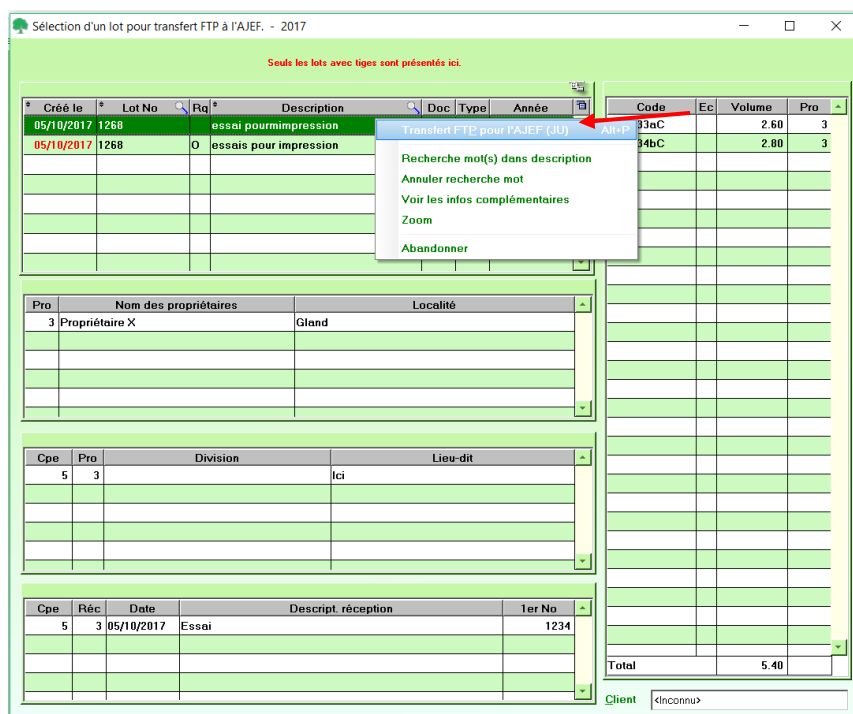 Sélection d'un lot pour transfert FTP à l'AJEF. - 2017
Seuls les lots avec tiges sont présentés ici.
Créé le Lot No Rq Description Doc Type Année
05/10/2017 1268 essai pourmimpression
05/10/2017 1268 O essais pour impression
Transfert FTP pour l'AJEF (JU) Alt+P
Recherche mot(s) dans description
Annuler recherche mot
Voir les infos complémentaires
Zoom
Abandonner
Code Ec Volume Pro
33aC 2.60 3
34bC 2.80 3
Total 5.40
Pro Nom des propriétaires Localité
3 Propriétaire X Gland
Cpe Pro Division Lieu-dit
5 3 Ici
Cpe Réc Date Descript. réception 1er No
5 3 05/10/2017 Essai 1234
Client <Inconnu>